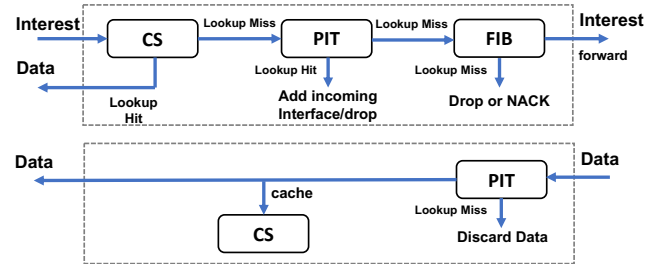 Interest
CS
Lookup Miss
PIT
Lookup Miss
FIB
Interest
forward
Data
Lookup
Hit
Lookup Hit
Add incoming
Interface/drop
Lookup Miss
Drop or NACK
Data
cache
CS
PIT
Data
Lookup Miss
Discard Data